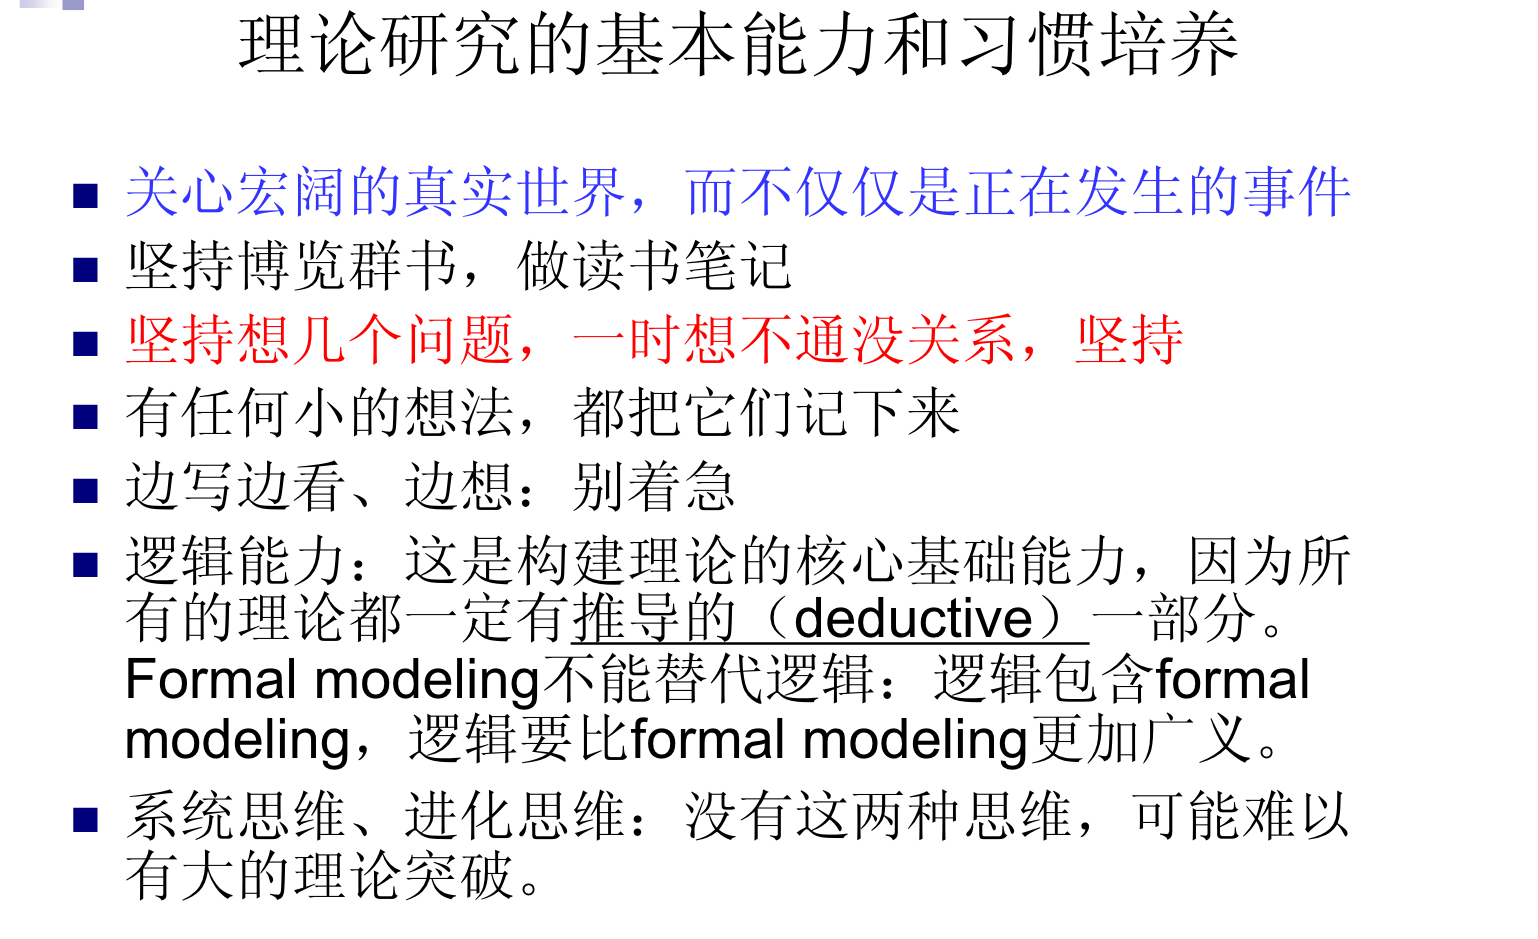 理论研究的基本能力和习惯培养
关心宏阔的真实世界，而不仅仅是正在发生的事件
坚持博览群书，做读书笔记
坚持想几个问题，一时想不通没关系，坚持
有任何小的想法，都把它们记下来
边写边看、边想：别着急
逻辑能力：这是构建理论的核心基础能力，因为所
有的理论都一定有推导的（deductive）一部分。
Formal modeling不能替代逻辑：逻辑包含formal
modeling，逻辑要比formal modeling更加广义。
系统思维、进化思维：没有这两种思维，可能难以
有大的理论突破。